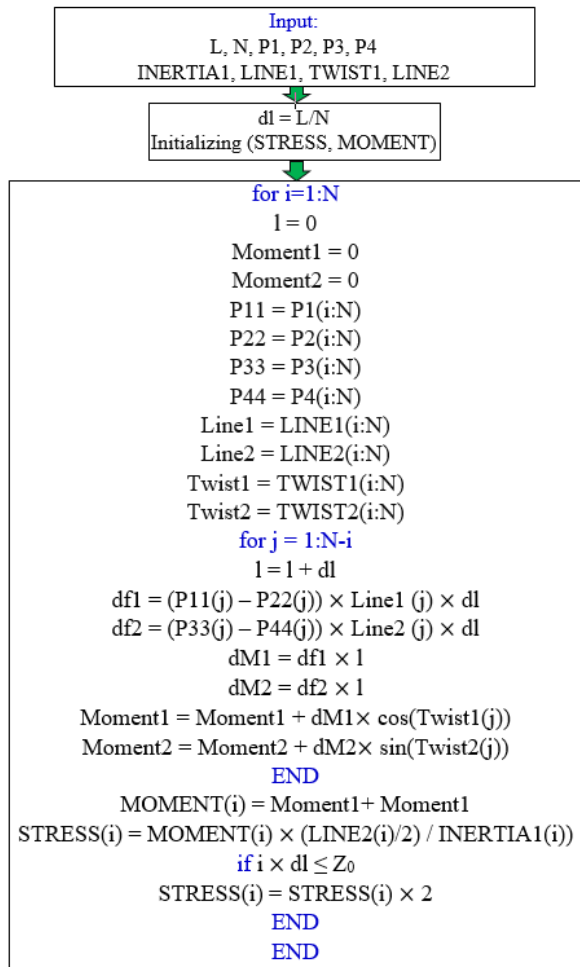 Input:
L, N, P1, P2, P3, P4
INERTIA1, LINE1, TWIST1, LINE2
dl = L/N
Initializing (STRESS, MOMENT)
for i=1:N
l = 0
Moment1 = 0
Moment2 = 0
P11 = P1(i:N)
P22 = P2(i:N)
P33 = P3(i:N)
P44 = P4(i:N)
Line1 = LINE1(i:N)
Line2 = LINE2(i:N)
Twist1 = TWIST1(i:N)
Twist2 = TWIST2(i:N)
for j = 1:N-i
l = l + dl
df1 = (P11(j) – P22(j)) × Line1 (j) × dl
df2 = (P33(j) – P44(j)) × Line2 (j) × dl
dM1 = df1 × l
dM2 = df2 × l
Moment1 = Moment1 + dM1× cos(Twist1(j))
Moment2 = Moment2 + dM2× sin(Twist2(j))
END
MOMENT(i) = Moment1+ Moment1
STRESS(i) = MOMENT(i) × (LINE2(i)/2) / INERTIA1(i))
if i × dl ≤ Z₀
STRESS(i) = STRESS(i) × 2
END
END